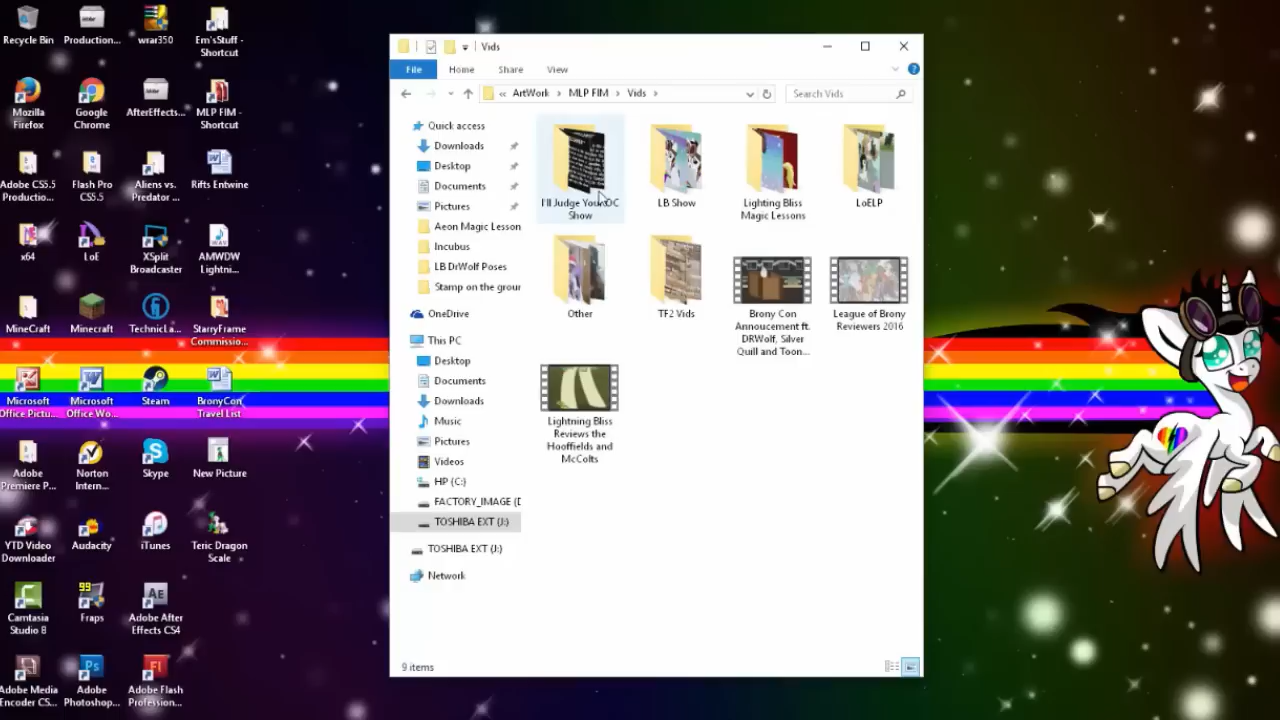 Recycle Bin
Production...
wrar350
Em'sStuff -
Shortcut
Mozilla
Firefox
Google
Chrome
AfterEffects...
MLP FIM -
Shortcut
Adobe CS5.5
Productio...
Flash Pro
CS5.5
Aliens vs.
Predator ...
Rifts Entwine
x64
LoE
XSplit
Broadcaster
AMWDW
Lightni...
MineCraft
Minecraft
TechnicLa...
StarryFrame
Commissio...
Microsoft
Office Pictu...
Microsoft
Office Wo...
Steam
BronyCon
Travel List
Adobe
Premiere P...
Norton
Intern...
Skype
New Picture
YTD Video
Downloader
Audacity
iTunes
Teric Dragon
Scale
Camtasia
Studio 8
99
Fraps
Ae
Adobe After
Effects CS4
Adobe Media
Encoder CS...
Ps
Adobe
Photoshop...
Fl
Adobe Flash
Profession...
Vids
File
Home
Share
View
« ArtWork > MLP FIM > Vids >
Search Vids
Quick access
Downloads
Desktop
Documents
Pictures
Aeon Magic Lesson
Incubus
LB DrWolf Poses
Stamp on the grour
OneDrive
This PC
Desktop
Documents
Downloads
Music
Pictures
Videos
HP (C:)
FACTORY_IMAGE (D
TOSHIBA EXT (J:)
TOSHIBA EXT (J:)
Network
I'll Judge Your OC
Show
LB Show
Lighting Bliss
Magic Lessons
LoELP
Other
TF2 Vids
Brony Con
Annoucement ft.
DRWolf, Silver
Quill and Toon...
League of Brony
Reviewers 2016
Lightning Bliss
Reviews the
Hooffields and
McColts
9 items